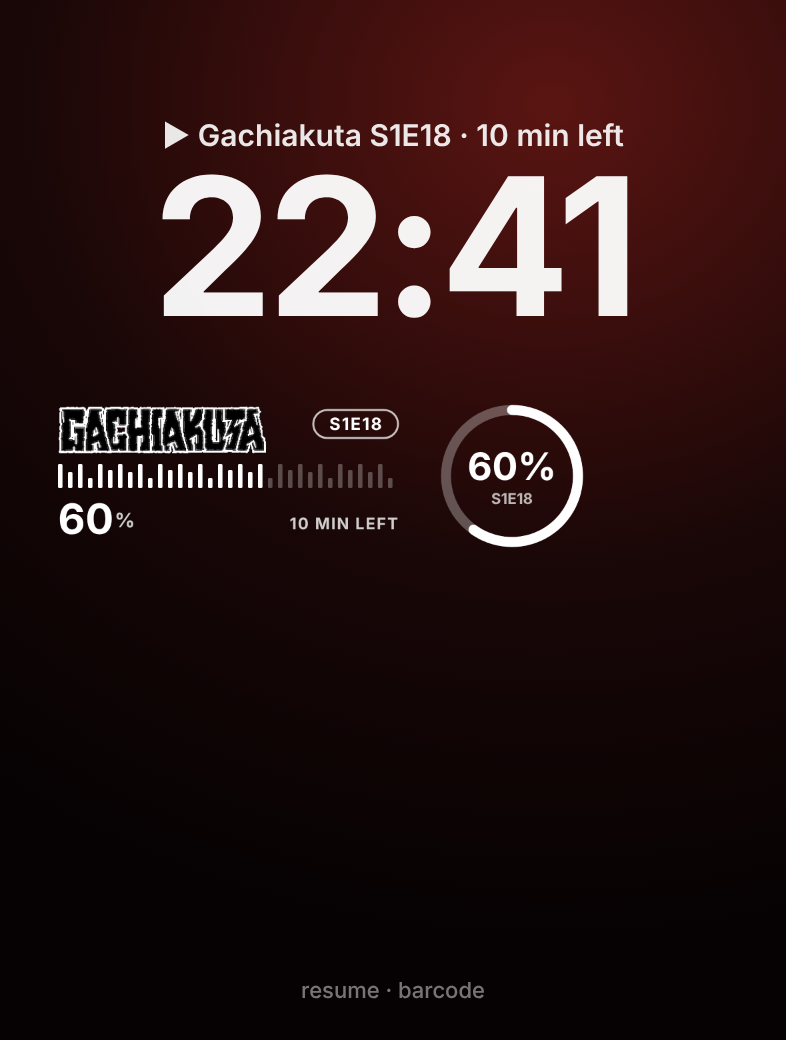 ▶ Gachiakuta S1E18 · 10 min left
22:41
GACHIAKUTA
S1E18
60%
10 MIN LEFT
60%
S1E18
resume · barcode